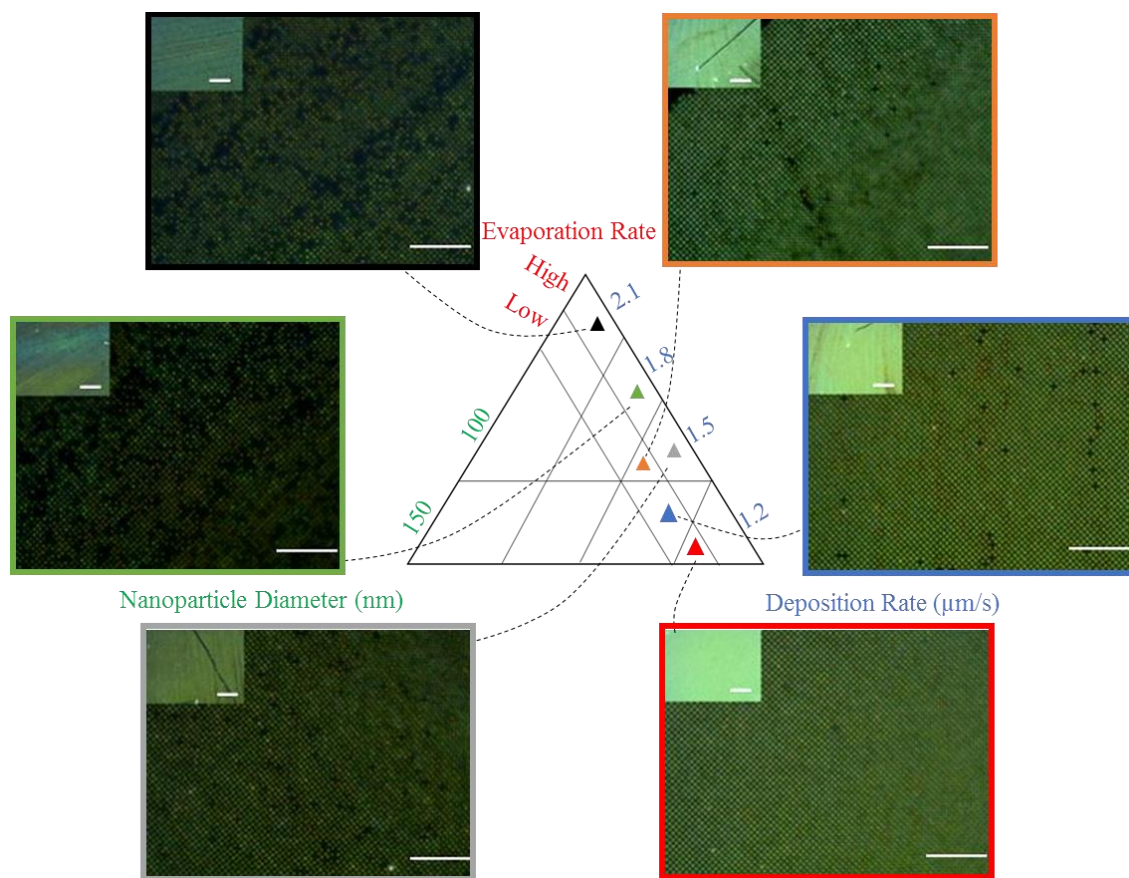 Evaporation Rate
High
Low
2.1
1.8
1.5
1.2
100
150
Nanoparticle Diameter (nm)
Deposition Rate (µm/s)